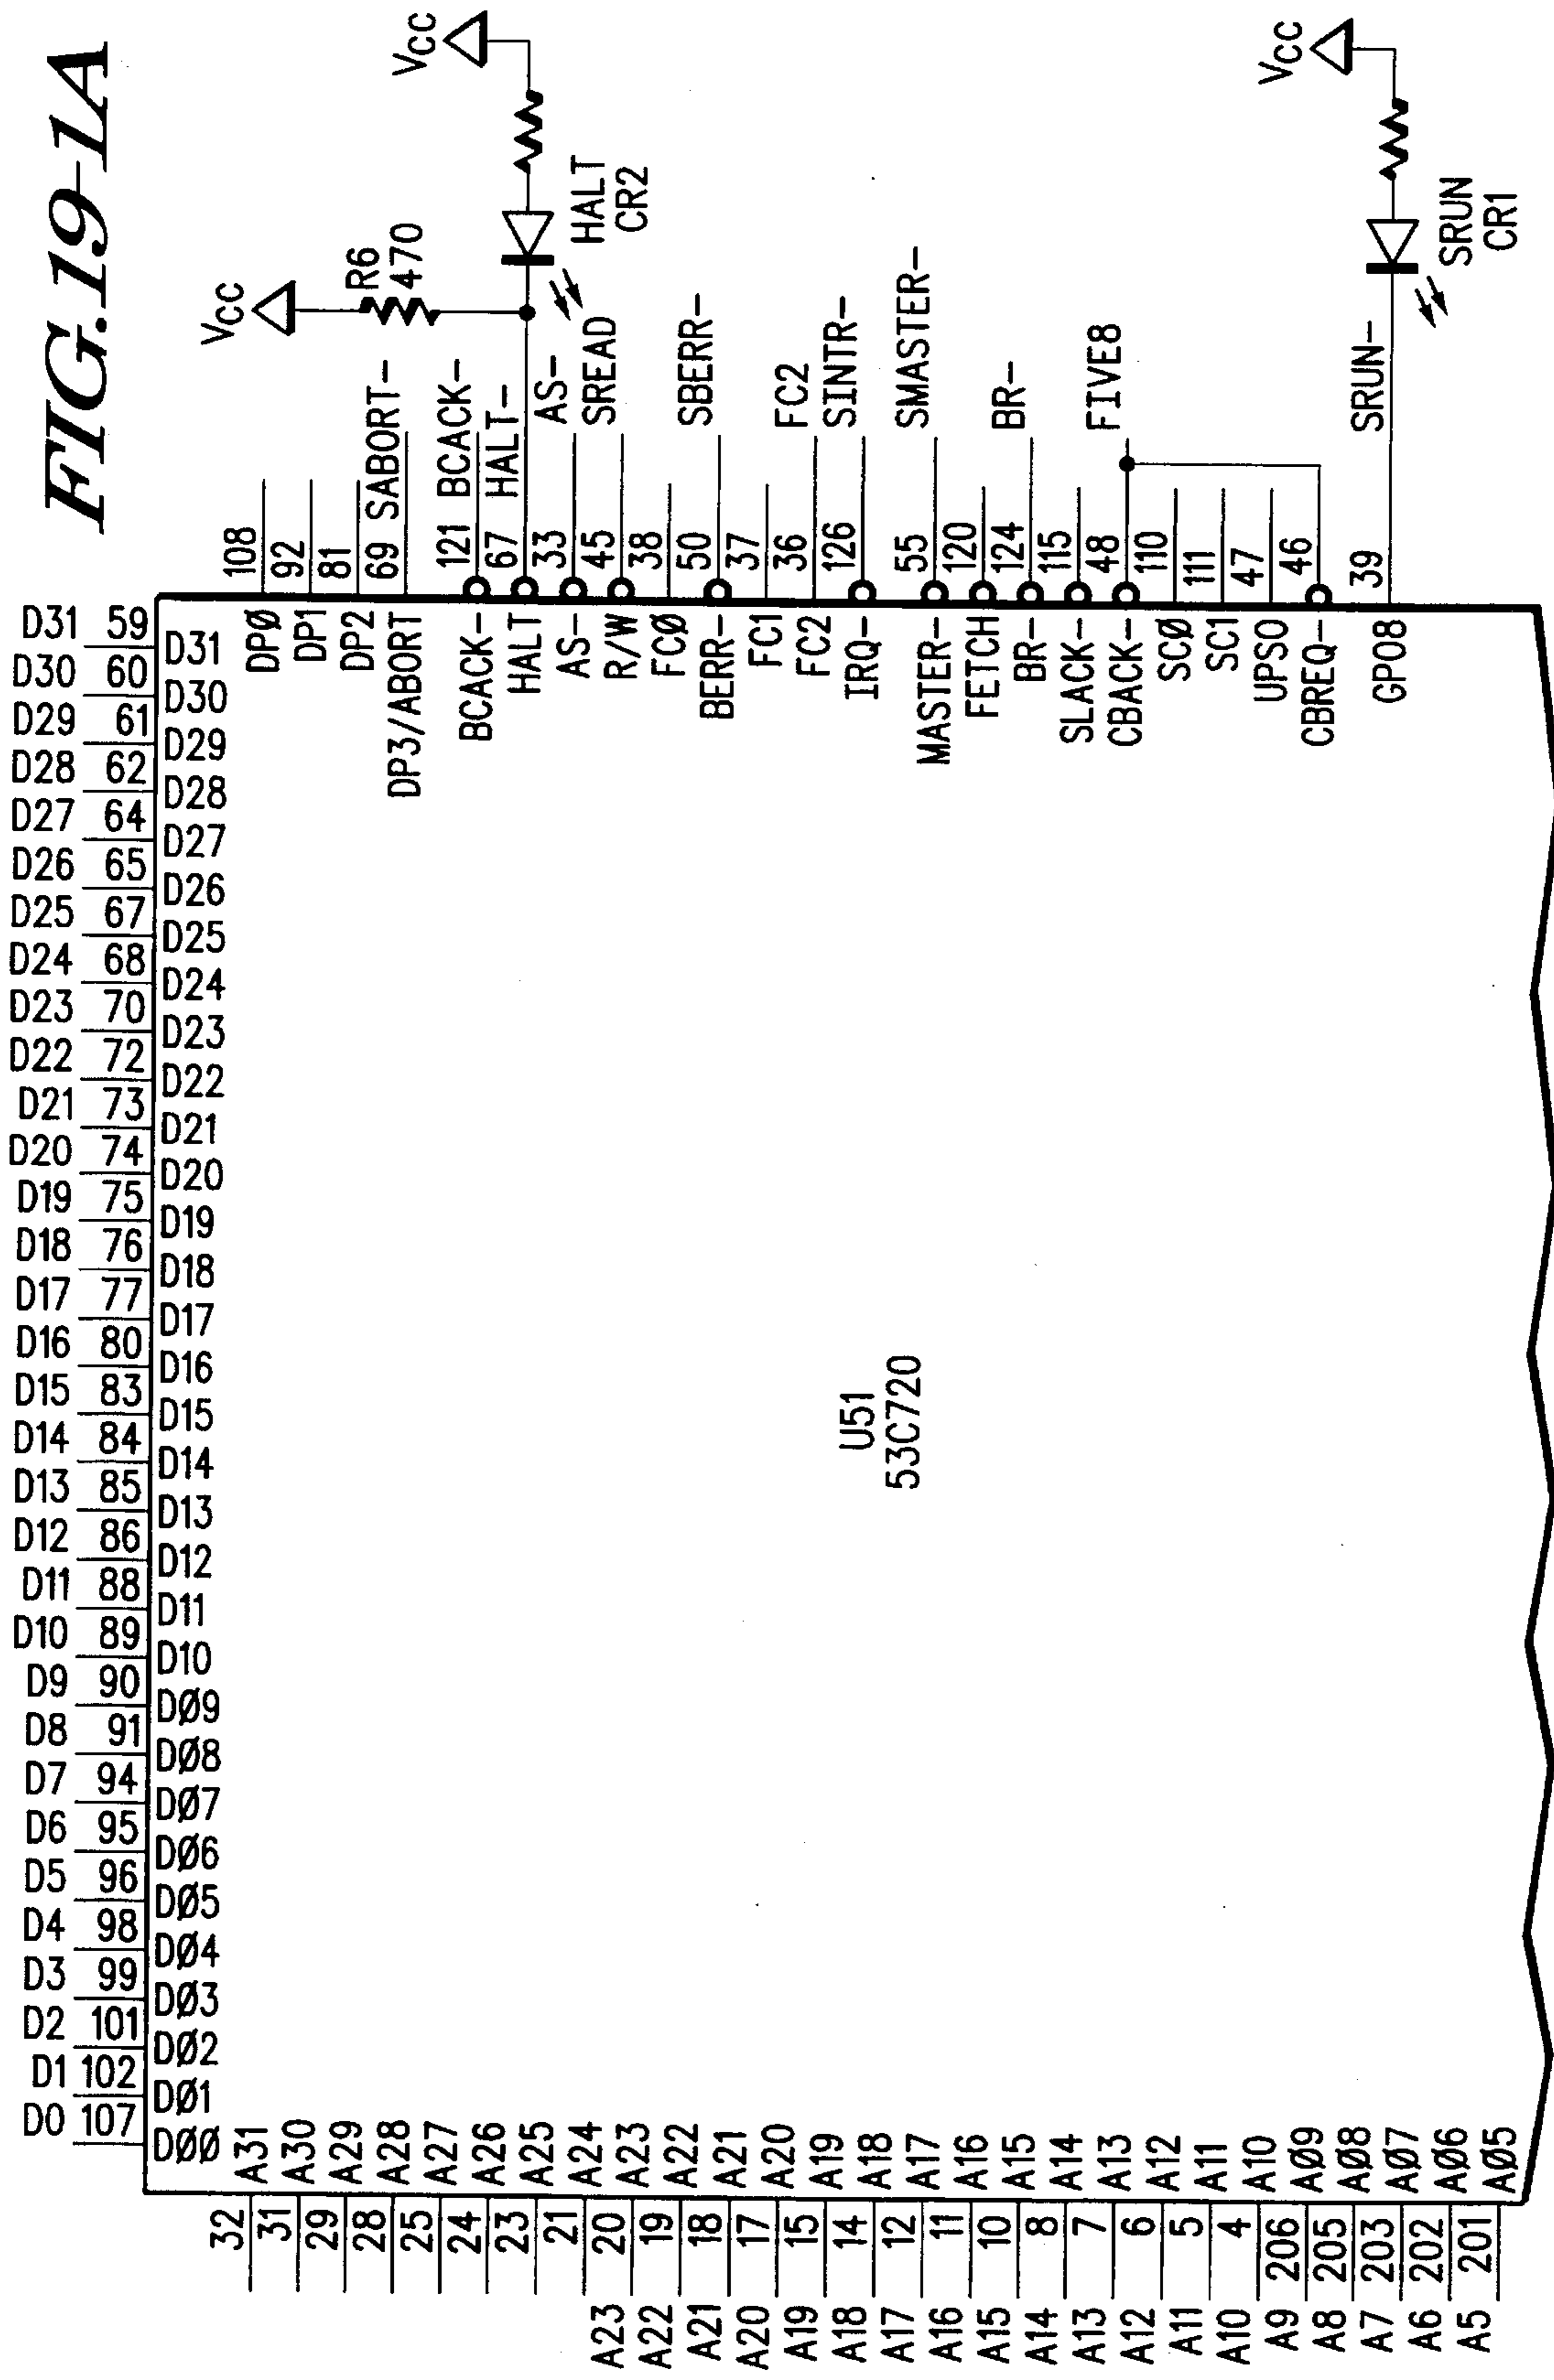 FIG.19-1A
D31 59 D31
D30 60 D30
D29 61 D29
D28 62 D28
D27 64 D27
D26 65 D26
D25 67 D25
D24 68 D24
D23 70 D23
D22 72 D22
D21 73 D21
D20 74 D20
D19 75 D19
D18 76 D18
D17 77 D17
D16 80 D16
D15 83 D15
D14 84 D14
D13 85 D13
D12 86 D12
D11 88 D11
D10 89 D10
D9 90 DØ9
D8 91 DØ8
D7 94 DØ7
D6 95 DØ6
D5 96 DØ5
D4 98 DØ4
D3 99 DØ3
D2 101 DØ2
D1 102 DØ1
D0 107 DØØ
DPØ 108
DP1 92
DP2 81
DP3/ABORT 69 SABORT-
BCACK- 121 BCACK-
HALT 67 HALT-
AS- 33 AS-
R/W 45 SREAD
FCØ 38
BERR- 50 SBERR-
FC1 37
FC2 36 FC2
IRQ- 126 SINTR-
MASTER- 55 SMASTER-
FETCH 120
BR- 124 BR-
SLACK- 115
CBACK- 48 FIVE8
SCØ 110
SC1 111
UPSO 47
CBREQ- 46
GPO8 39 SRUN-
VCC
R6
470
VCC
HALT
CR2
VCC
SRUN
CR1
U51
53C720
32 A31
31 A30
29 A29
28 A28
25 A27
24 A26
23 A25
21 A24
A23 20 A23
A22 19 A22
A21 18 A21
A20 17 A20
A19 15 A19
A18 14 A18
A17 12 A17
A16 11 A16
A15 10 A15
A14 8 A14
A13 7 A13
A12 6 A12
A11 5 A11
A10 4 A10
A9 206 AØ9
A8 205 AØ8
A7 203 AØ7
A6 202 AØ6
A5 201 AØ5